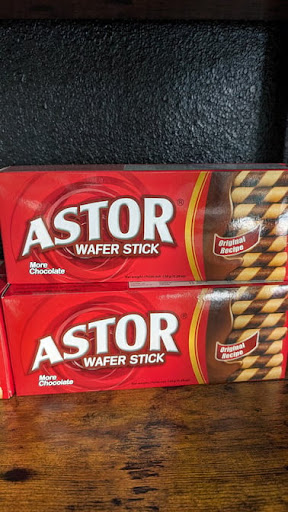 ASTOR®
WAFER STICK
More
Chocolate
Original
Recipe
ASTOR®
WAFER STICK
More
Chocolate
Original
Recipe